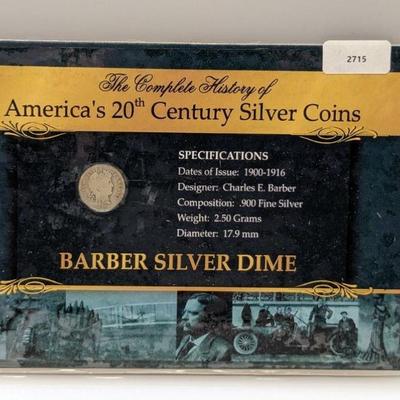 2715
The Complete History of
America's 20th Century Silver Coins
SPECIFICATIONS
Dates of Issue: 1900-1916
Designer: Charles E. Barber
Composition: .900 Fine Silver
Weight: 2.50 Grams
Diameter: 17.9 mm
BARBER SILVER DIME